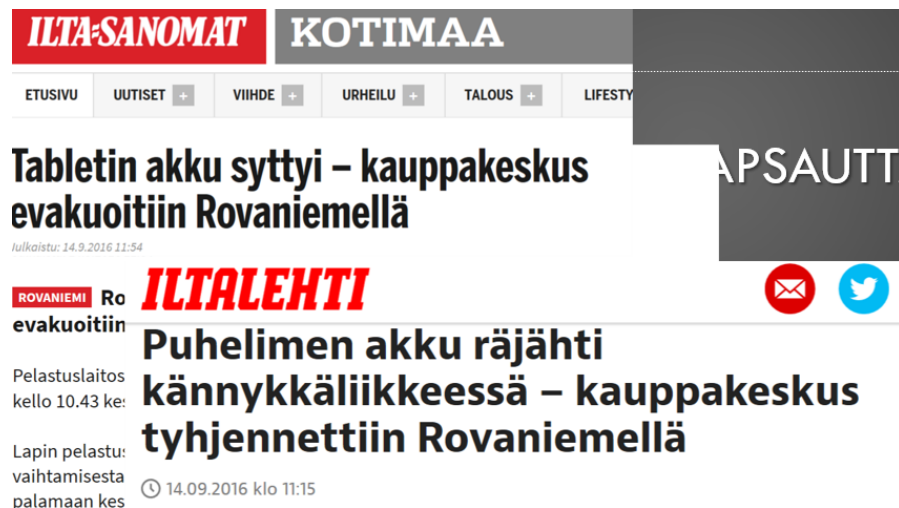 ILTA-SANOMAT KOTIMAA
ETUSIVU UUTISET + VIIHDE + URHEILU + TALOUS + LIFESTY
Tabletin akku syttyi – kauppakeskus
evakuoitiin Rovaniemellä
Julkaistu: 14.9.2016 11:54
APSAUTT
ROVANIEMI Ro
evakuoitiin
Pelastuslaitos
kello 10.43 kes
Lapin pelastus
vaihtamisesta
palamaan kes
ILTALEHTI
Puhelimen akku räjähti
kännykkäliikkeessä – kauppakeskus
tyhjennettiin Rovaniemellä
14.09.2016 klo 11:15